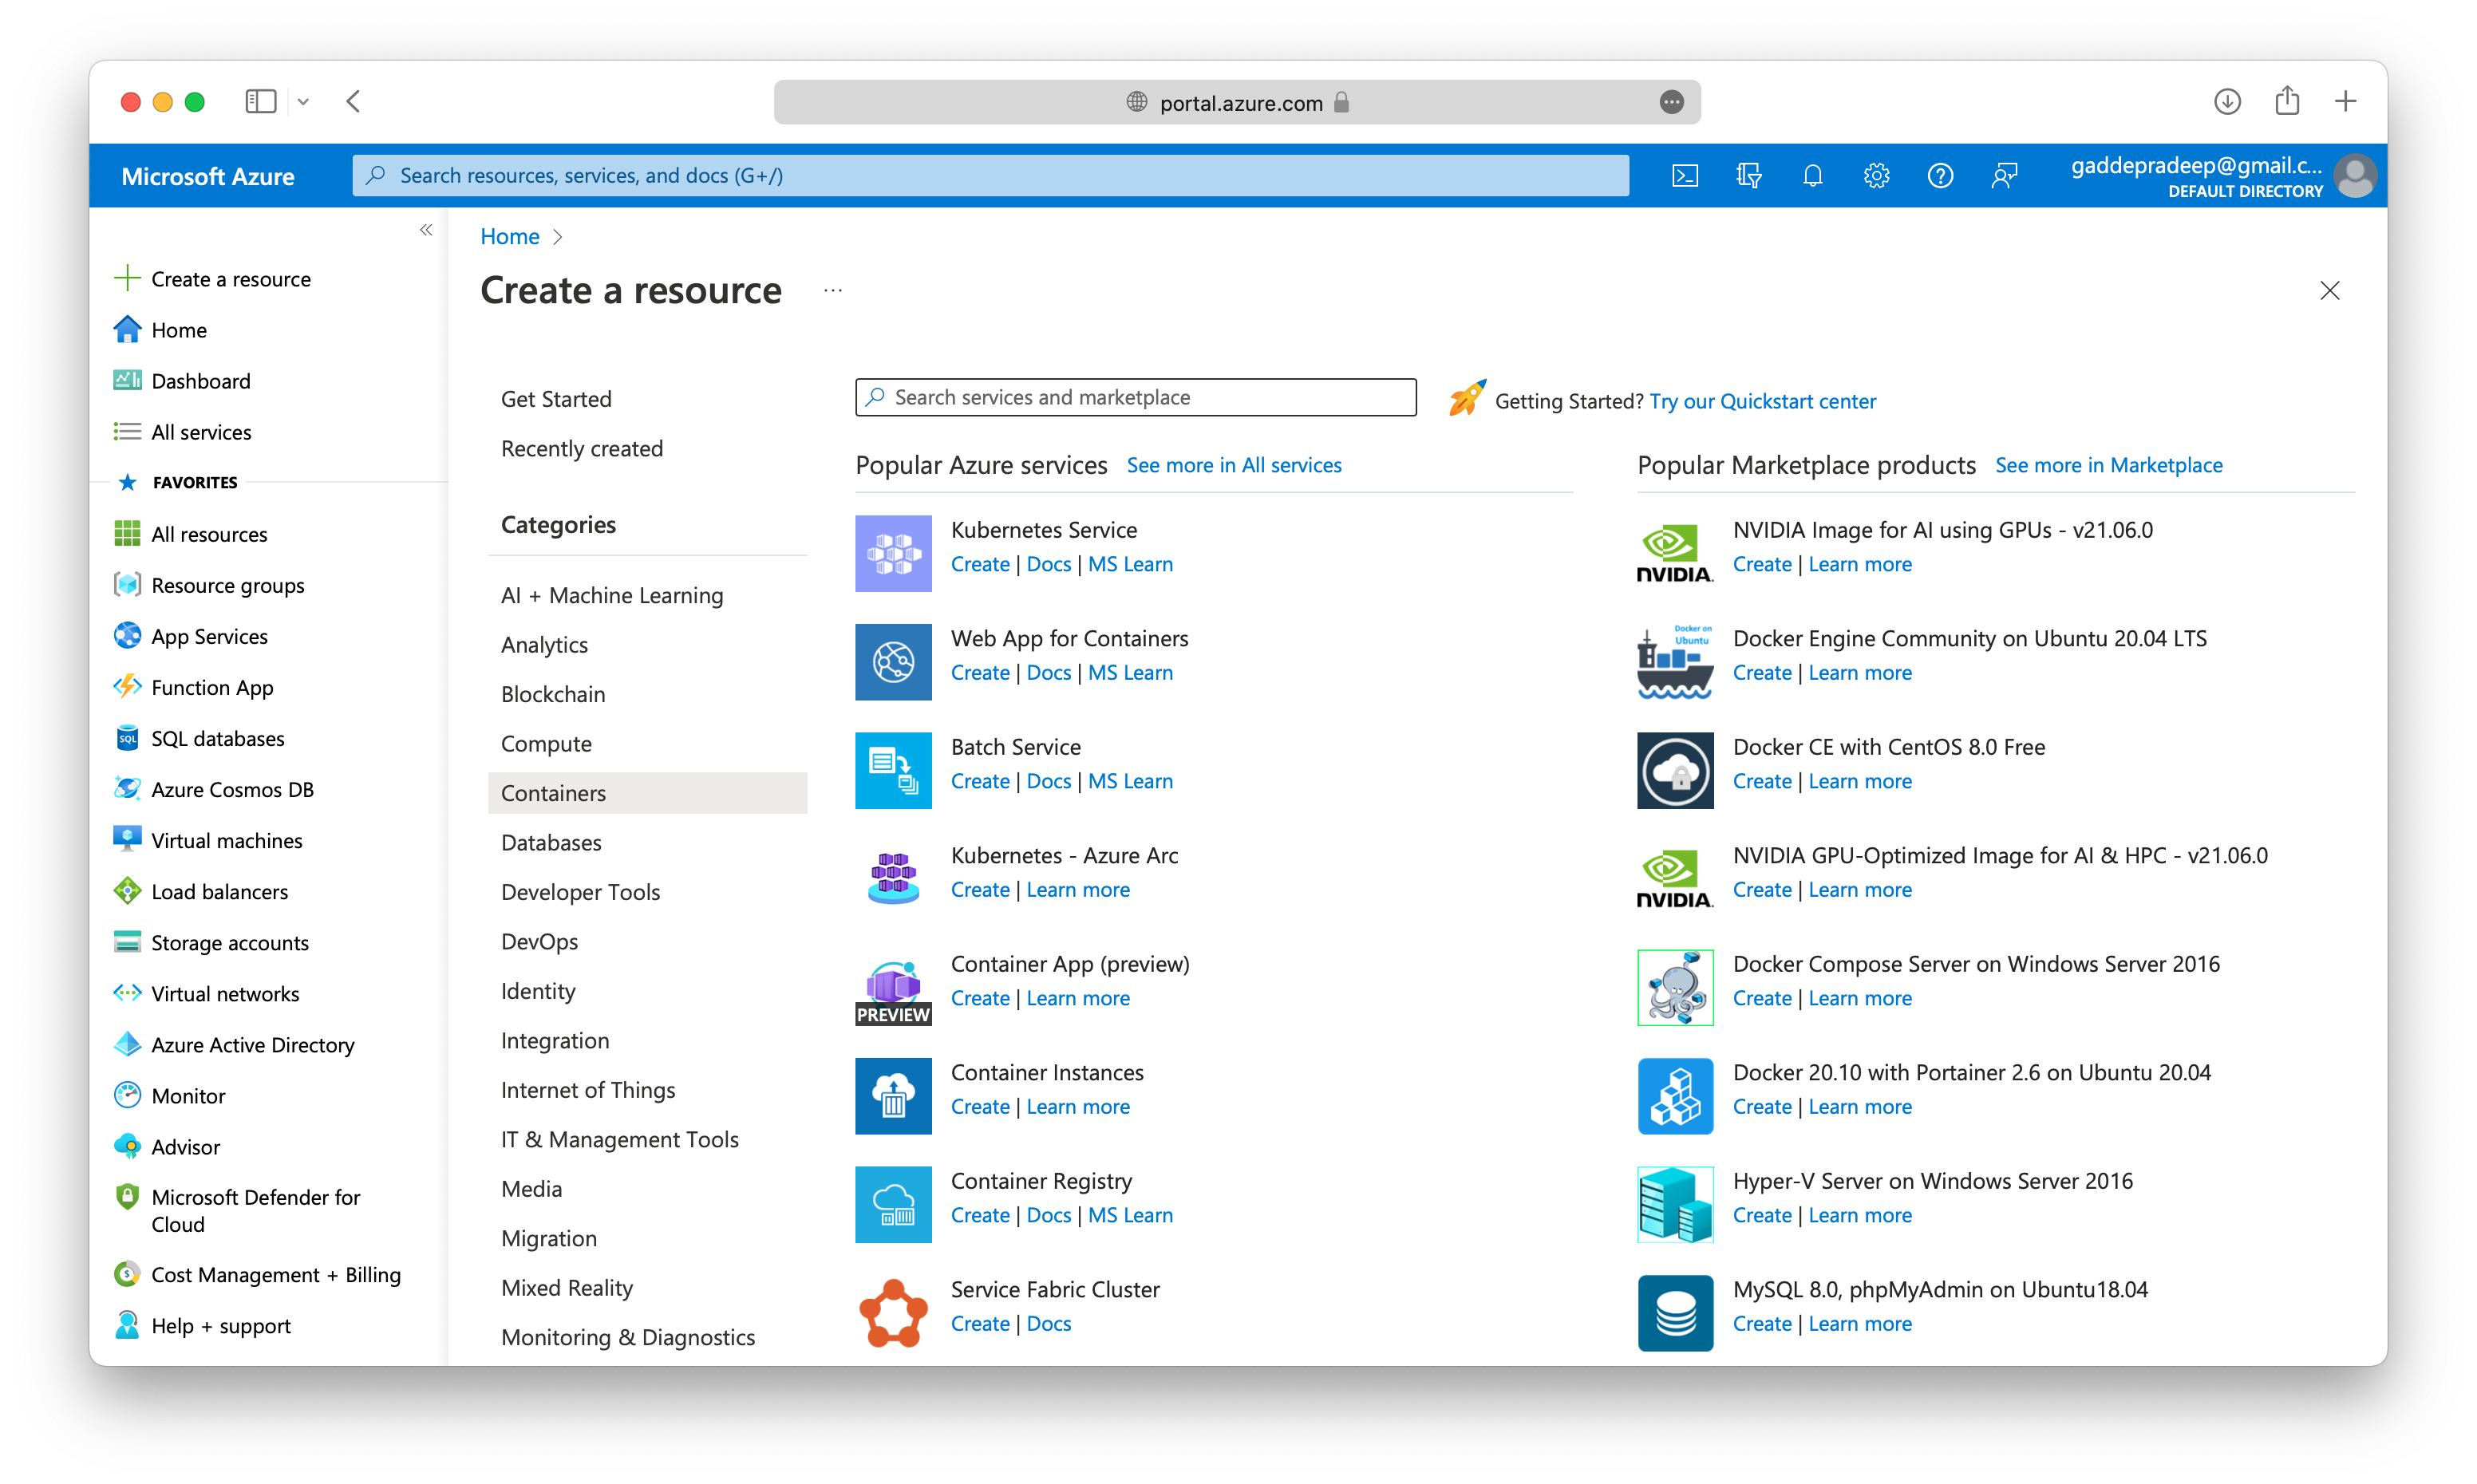 portal.azure.com
Microsoft Azure
Search resources, services, and docs (G+/)
gaddepradeep@gmail.c...
DEFAULT DIRECTORY
Create a resource
Home
Dashboard
All services
FAVORITES
All resources
Resource groups
App Services
Function App
SQL
SQL databases
Azure Cosmos DB
Virtual machines
Load balancers
Storage accounts
Virtual networks
Azure Active Directory
Monitor
Advisor
Microsoft Defender for
Cloud
Cost Management + Billing
Help + support
Home
Create a resource
Get Started
Recently created
Categories
AI + Machine Learning
Analytics
Blockchain
Compute
Containers
Databases
Developer Tools
DevOps
Identity
Integration
Internet of Things
IT & Management Tools
Media
Migration
Mixed Reality
Monitoring & Diagnostics
Search services and marketplace
Getting Started? Try our Quickstart center
Popular Azure services See more in All services
Kubernetes Service
Create | Docs | MS Learn
Web App for Containers
Create | Docs | MS Learn
Batch Service
Create | Docs | MS Learn
Kubernetes - Azure Arc
Create | Learn more
Container App (preview)
Create | Learn more
PREVIEW
Container Instances
Create | Learn more
Container Registry
Create | Docs | MS Learn
Service Fabric Cluster
Create | Docs
Popular Marketplace products See more in Marketplace
NVIDIA Image for AI using GPUs - v21.06.0
Create | Learn more
NVIDIA.
Docker on
Ubuntu
Docker Engine Community on Ubuntu 20.04 LTS
Create | Learn more
Docker CE with CentOS 8.0 Free
Create | Learn more
NVIDIA GPU-Optimized Image for AI & HPC - v21.06.0
Create | Learn more
NVIDIA.
Docker Compose Server on Windows Server 2016
Create | Learn more
Docker 20.10 with Portainer 2.6 on Ubuntu 20.04
Create | Learn more
Hyper-V Server on Windows Server 2016
Create | Learn more
MySQL 8.0, phpMyAdmin on Ubuntu18.04
Create | Learn more